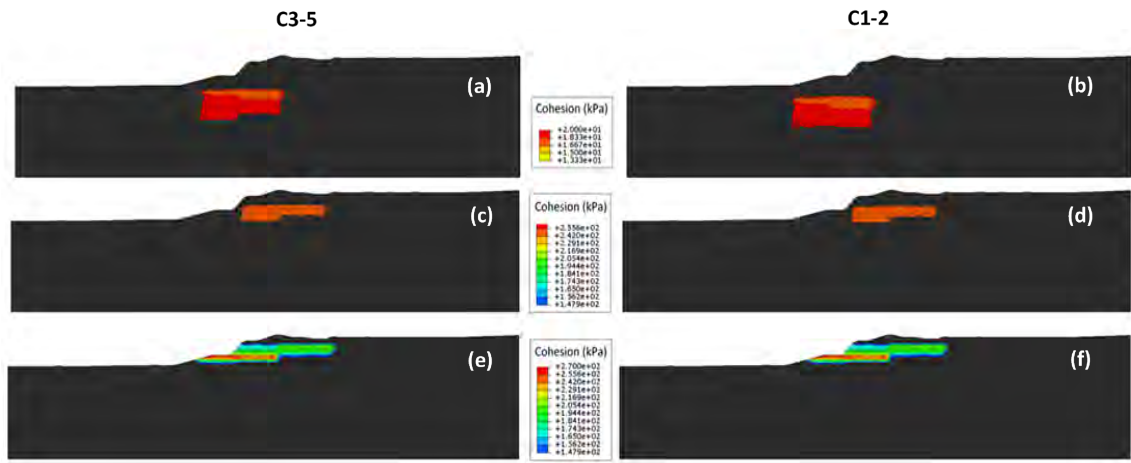 C3-5
C1-2
(a)
(b)
Cohesion (kPa)
+2.000e+01
+1.833e+01
+1.667e+01
+1.500e+01
+1.333e+01
(c)
(d)
Cohesion (kPa)
+2.556e+02
+2.420e+02
+2.291e+02
+2.169e+02
+2.054e+02
+1.944e+02
+1.841e+02
+1.743e+02
+1.650e+02
+1.562e+02
+1.479e+02
(e)
(f)
Cohesion (kPa)
+2.700e+02
+2.556e+02
+2.420e+02
+2.291e+02
+2.169e+02
+2.054e+02
+1.944e+02
+1.841e+02
+1.743e+02
+1.650e+02
+1.562e+02
+1.479e+02